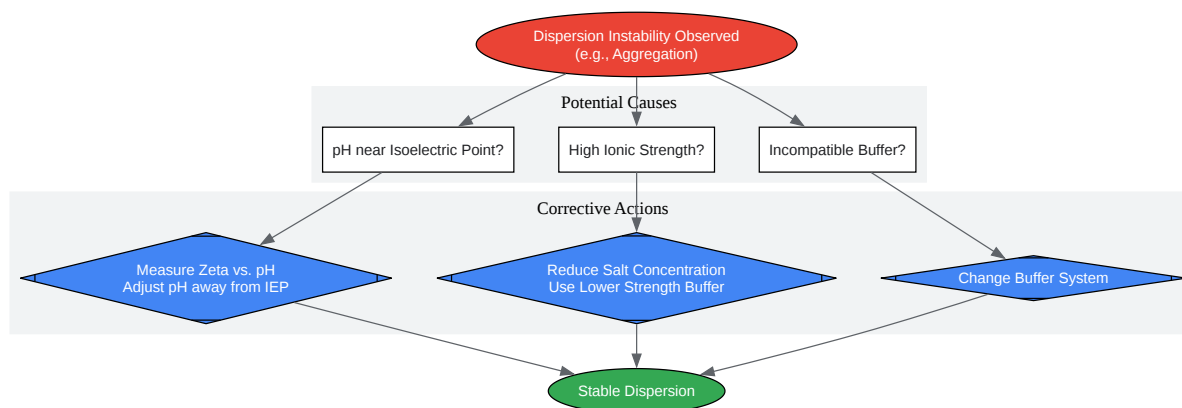 Dispersion Instability Observed
(e.g., Aggregation)
Potential Causes
pH near Isoelectric Point?
High Ionic Strength?
Incompatible Buffer?
Corrective Actions
Measure Zeta vs. pH
Adjust pH away from IEP
Reduce Salt Concentration
Use Lower Strength Buffer
Change Buffer System
Stable Dispersion